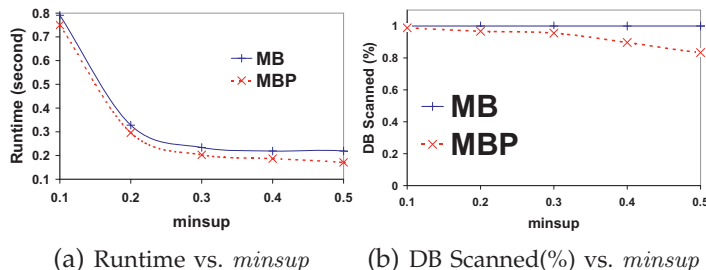 0.8
0.7
0.6
0.5
0.4
0.3
0.2
0.1
Runtime (second)
0.1 0.2 0.3 0.4 0.5
minsup
MB
MBP
(a) Runtime vs. minsup
1
0.8
0.6
0.4
0.2
0
DB Scanned (%)
0.1 0.2 0.3 0.4 0.5
minsup
MB
MBP
(b) DB Scanned(%) vs. minsup